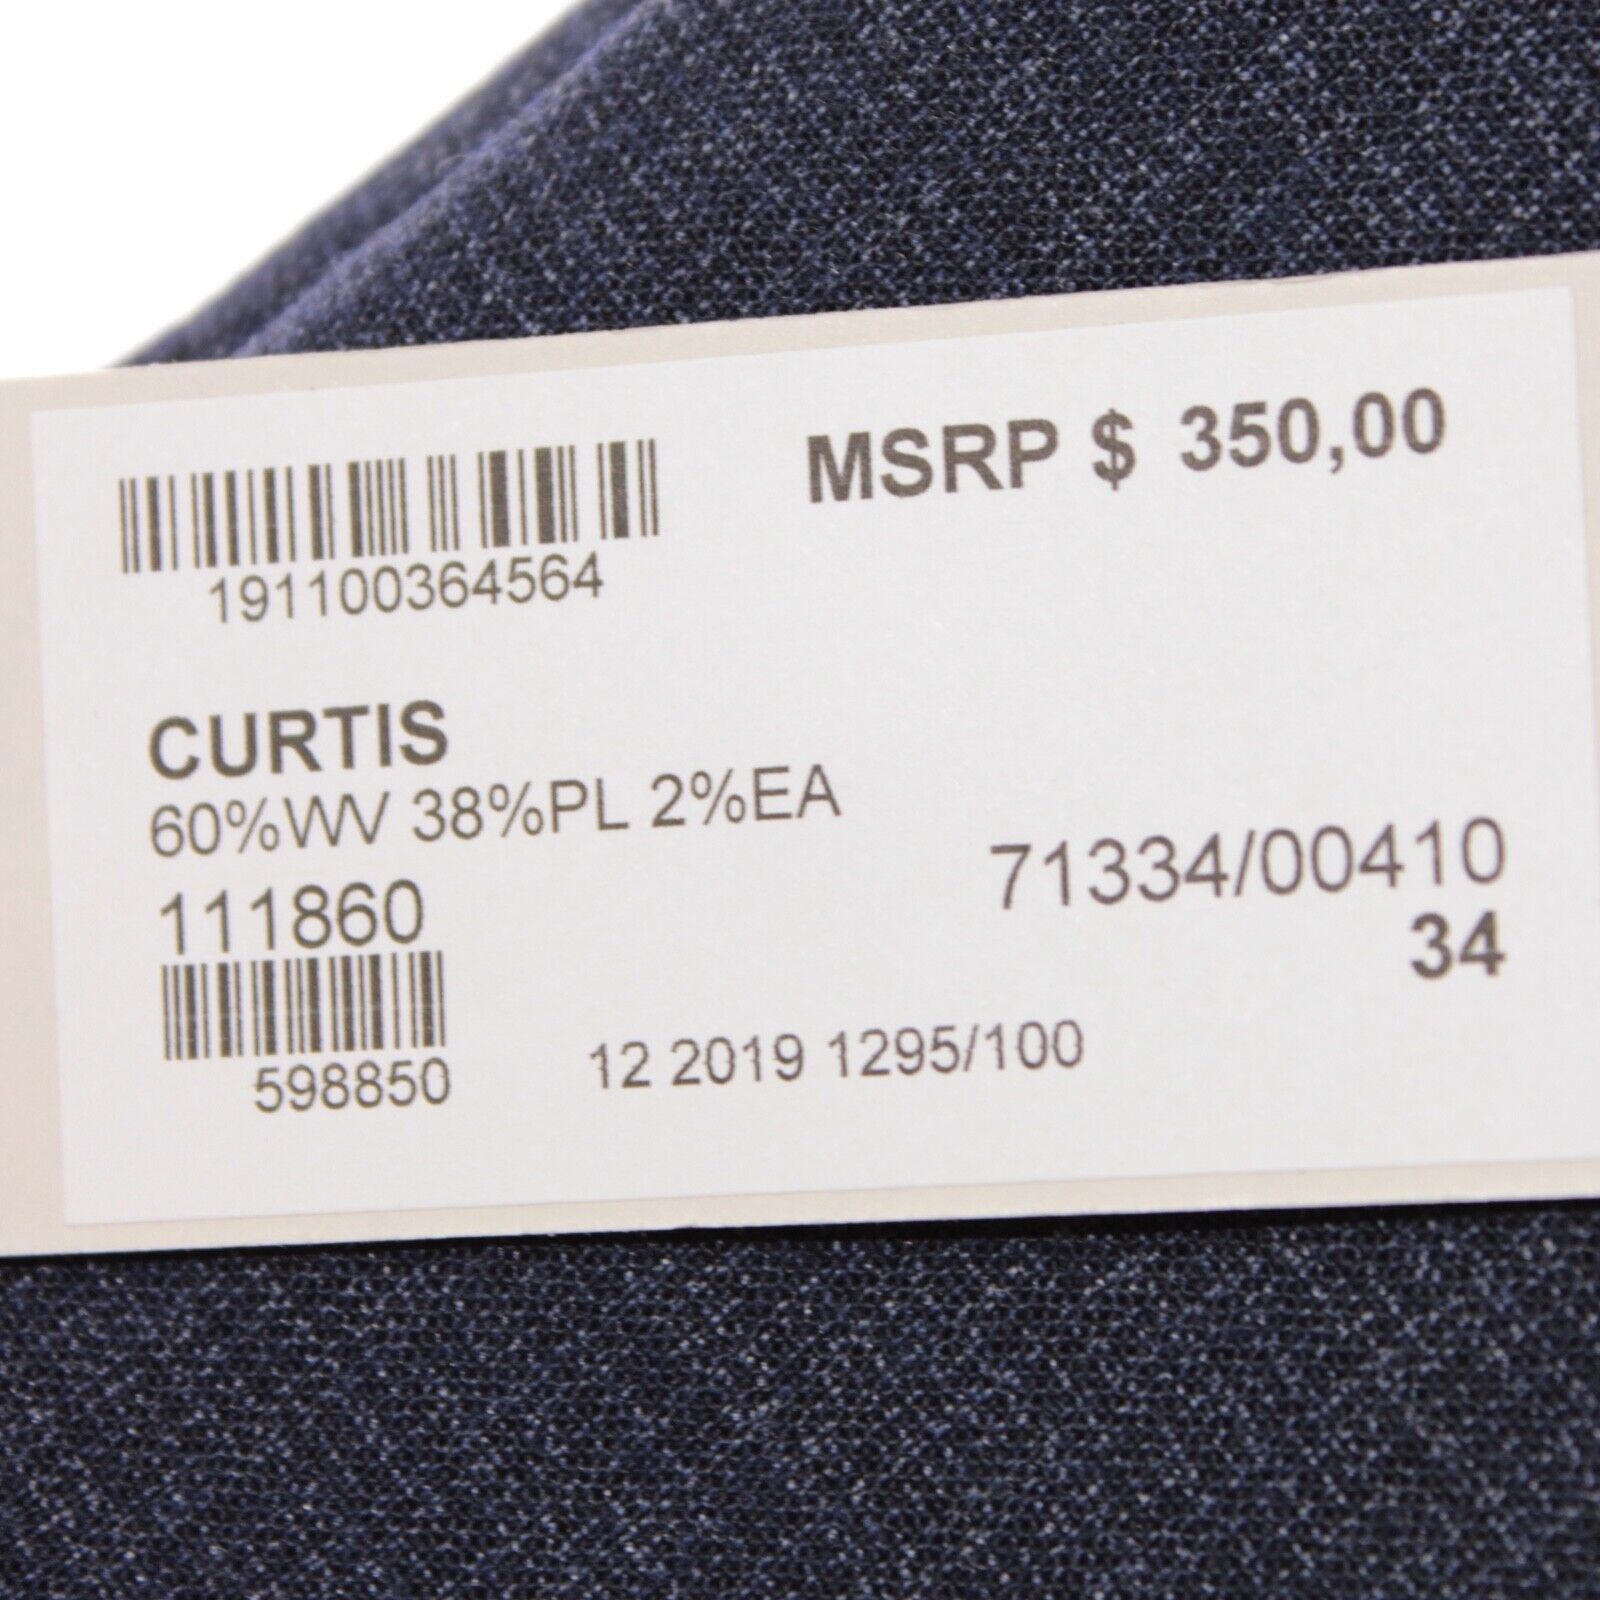 MSRP $ 350,00
191100364564
CURTIS
60%WV 38%PL 2%EA
71334/00410
111860
34
598850
12 2019 1295/100